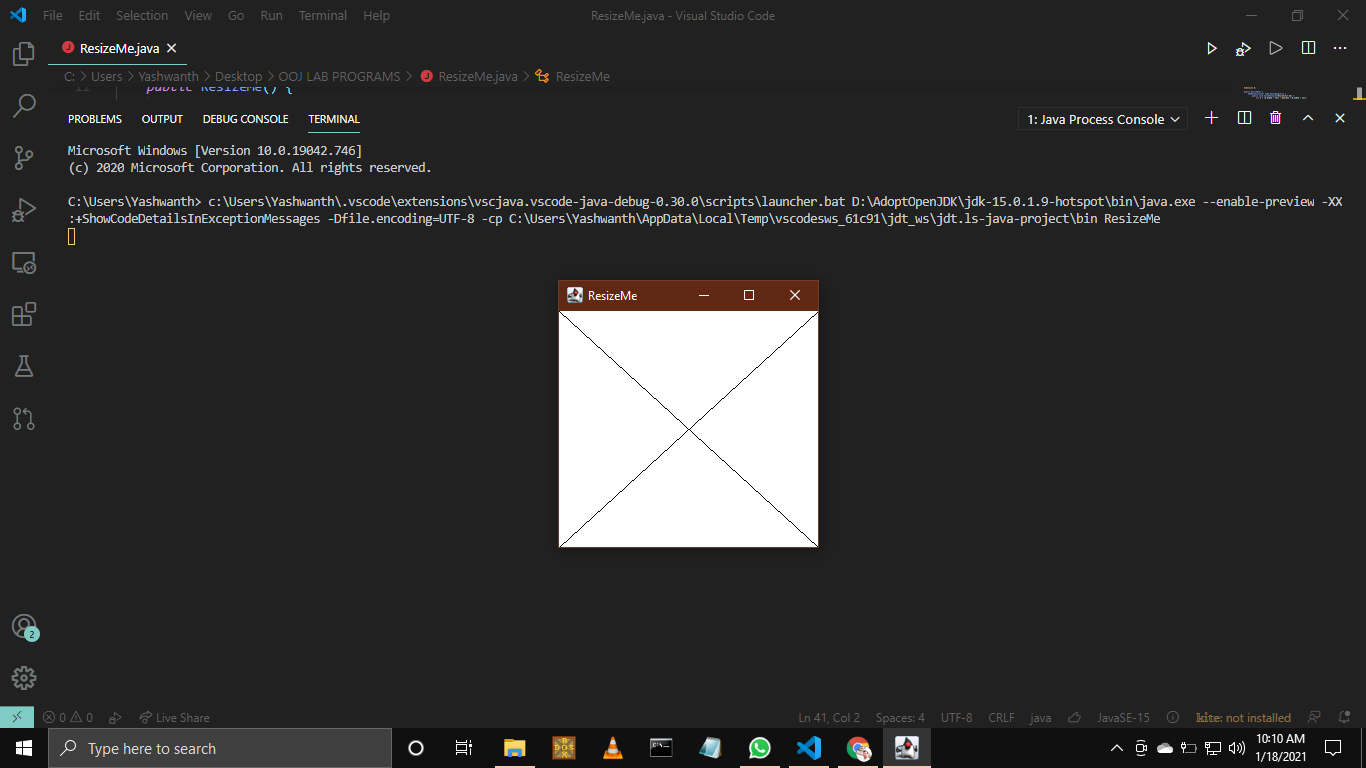 File Edit Selection View Go Run Terminal Help ResizeMe.java - Visual Studio Code
J ResizeMe.java
C: > Users > Yashwanth > Desktop > OOJ LAB PROGRAMS > J ResizeMe.java > ResizeMe
11 public ResizeMe() {
PROBLEMS OUTPUT DEBUG CONSOLE TERMINAL 1: Java Process Console
Microsoft Windows [Version 10.0.19042.746]
(c) 2020 Microsoft Corporation. All rights reserved.
C:\Users\Yashwanth> c:\Users\Yashwanth\.vscode\extensions\vscjava.vscode-java-debug-0.30.0\scripts\launcher.bat D:\AdoptOpenJDK\jdk-15.0.1.9-hotspot\bin\java.exe --enable-preview -XX
:+ShowCodeDetailsInExceptionMessages -Dfile.encoding=UTF-8 -cp C:\Users\Yashwanth\AppData\Local\Temp\vscodesws_61c91\jdt_ws\jdt.ls-java-project\bin ResizeMe
ResizeMe
2
0 0 Live Share Ln 41, Col 2 Spaces: 4 UTF-8 CRLF java JavaSE-15 kite: not installed
Type here to search
DOS
10:10 AM
1/18/2021